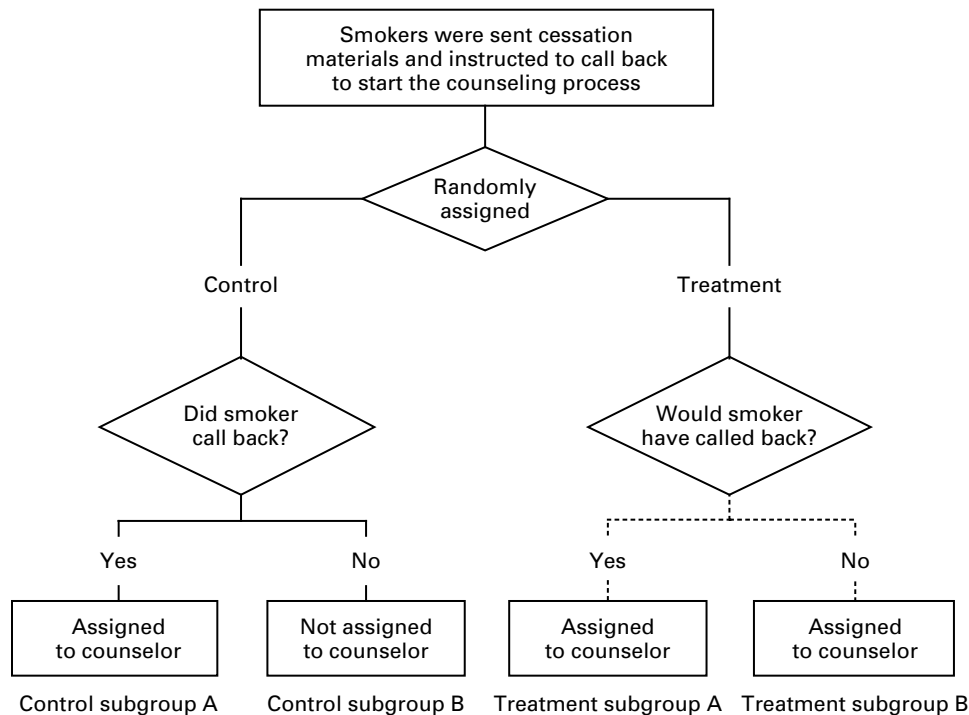 Smokers were sent cessation
materials and instructed to call back
to start the counseling process
Randomly
assigned
Control
Treatment
Did smoker
call back?
Would smoker
have called back?
Yes
No
Yes
No
Assigned
to counselor
Not assigned
to counselor
Assigned
to counselor
Assigned
to counselor
Control subgroup A
Control subgroup B
Treatment subgroup A
Treatment subgroup B